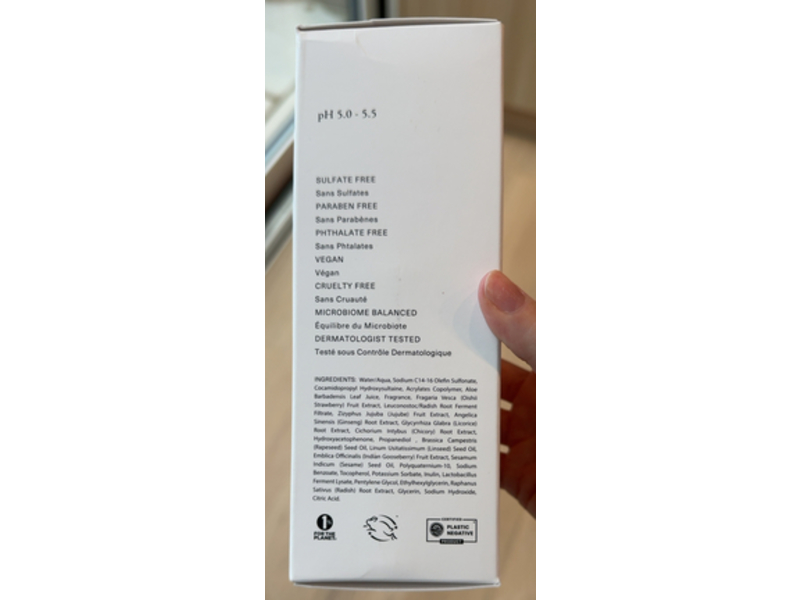 pH 5.0 - 5.5
SULFATE FREE
Sans Sulfates
PARABEN FREE
Sans Parabènes
PHTHALATE FREE
Sans Phtalates
VEGAN
Végan
CRUELTY FREE
Sans Cruauté
MICROBIOME BALANCED
Équilibre du Microbiote
DERMATOLOGIST TESTED
Testé sous Contrôle Dermatologique
INGREDIENTS: Water/Aqua, Sodium C14-16 Olefin Sulfonate,
Cocamidopropyl Hydroxysultaine, Acrylates Copolymer, Aloe
Barbadensis Leaf Juice, Fragrance, Fragaria Vesca (Oishii
Strawberry) Fruit Extract, Leuconostoc/Radish Root Ferment
Filtrate, Zizyphus Jujuba (Jujube) Fruit Extract, Angelica
Sinensis (Ginseng) Root Extract, Glycyrrhiza Glabra (Licorice)
Root Extract, Cichorium Intybus (Chicory) Root Extract,
Hydroxyacetophenone, Propanediol , Brassica Campestris
(Rapeseed) Seed Oil, Linum Usitatissimum (Linseed) Seed Oil,
Emblica Officinalis (Indian Gooseberry) Fruit Extract, Sesamum
Indicum (Sesame) Seed Oil, Polyquaternium-10, Sodium
Benzoate, Tocopherol, Potassium Sorbate, Inulin, Lactobacillus
Ferment Lysate, Pentylene Glycol, Ethylhexylglycerin, Raphanus
Sativus (Radish) Root Extract, Glycerin, Sodium Hydroxide,
Citric Acid.
1%
FOR THE
PLANET.
CERTIFIED
PLASTIC
NEGATIVE
PRODUCT